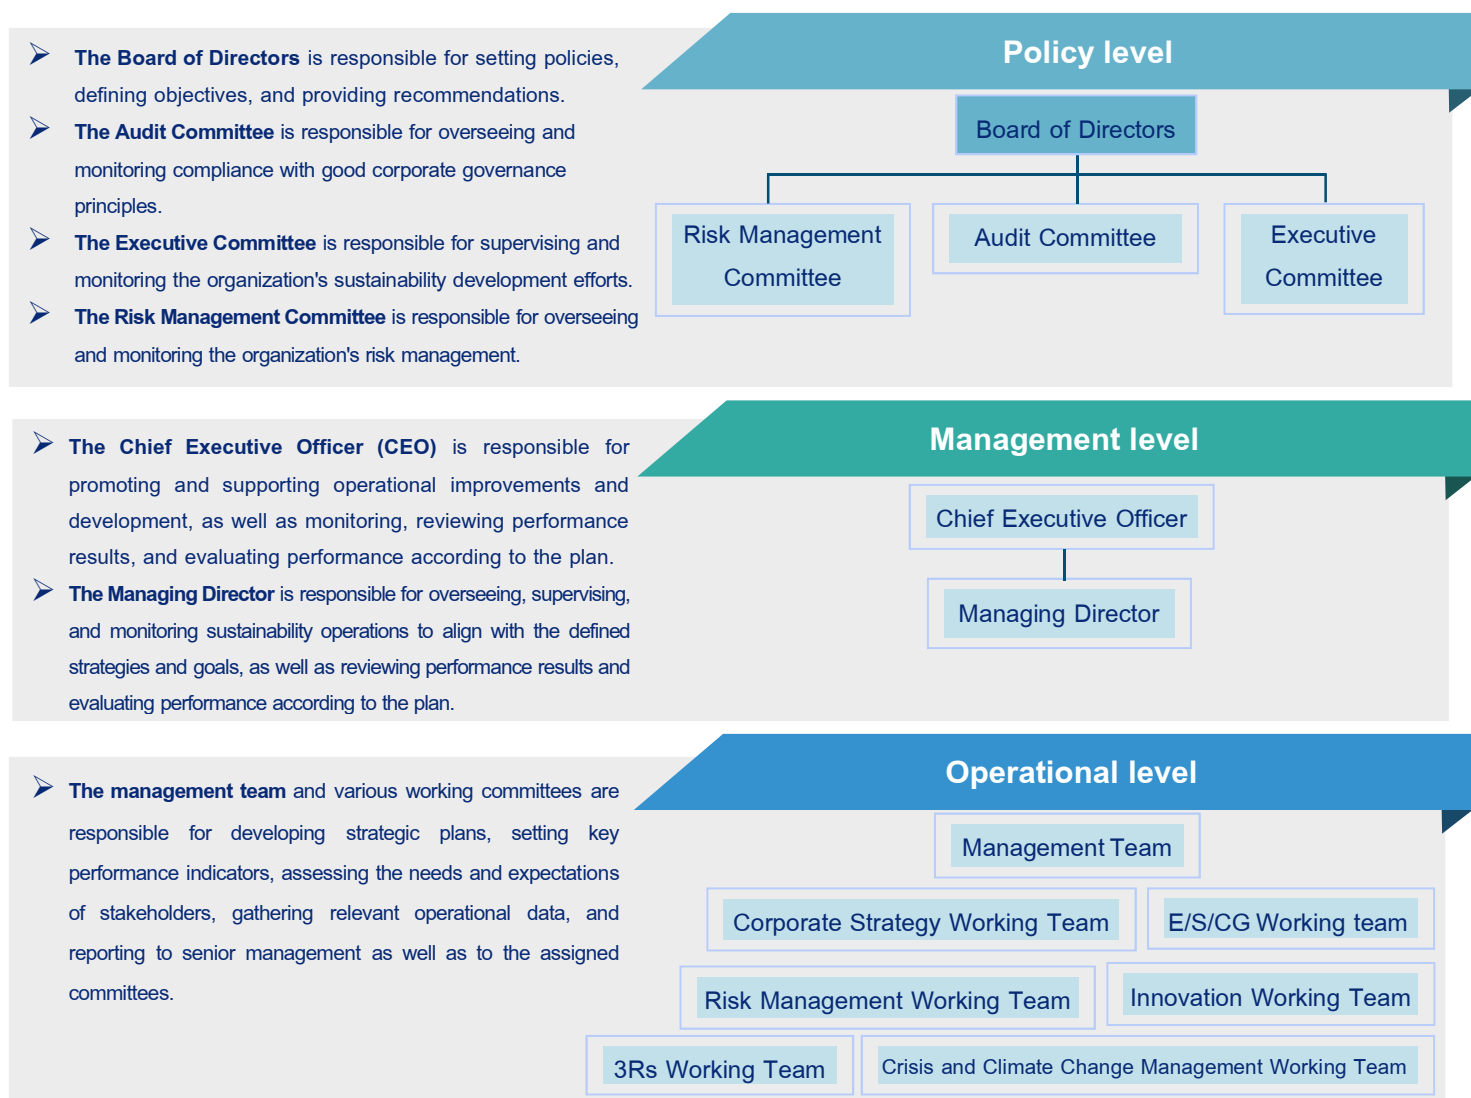 Policy level
➢ The Board of Directors is responsible for setting policies,
defining objectives, and providing recommendations.
➢ The Audit Committee is responsible for overseeing and
monitoring compliance with good corporate governance
principles.
➢ The Executive Committee is responsible for supervising and
monitoring the organization's sustainability development efforts.
➢ The Risk Management Committee is responsible for overseeing
and monitoring the organization's risk management.
Board of Directors
Risk Management
Committee
Audit Committee
Executive
Committee
Management level
➢ The Chief Executive Officer (CEO) is responsible for
promoting and supporting operational improvements and
development, as well as monitoring, reviewing performance
results, and evaluating performance according to the plan.
➢ The Managing Director is responsible for overseeing, supervising,
and monitoring sustainability operations to align with the defined
strategies and goals, as well as reviewing performance results and
evaluating performance according to the plan.
Chief Executive Officer
Managing Director
Operational level
➢ The management team and various working committees are
responsible for developing strategic plans, setting key
performance indicators, assessing the needs and expectations
of stakeholders, gathering relevant operational data, and
reporting to senior management as well as to the assigned
committees.
Management Team
Corporate Strategy Working Team
E/S/CG Working team
Risk Management Working Team
Innovation Working Team
3Rs Working Team
Crisis and Climate Change Management Working Team